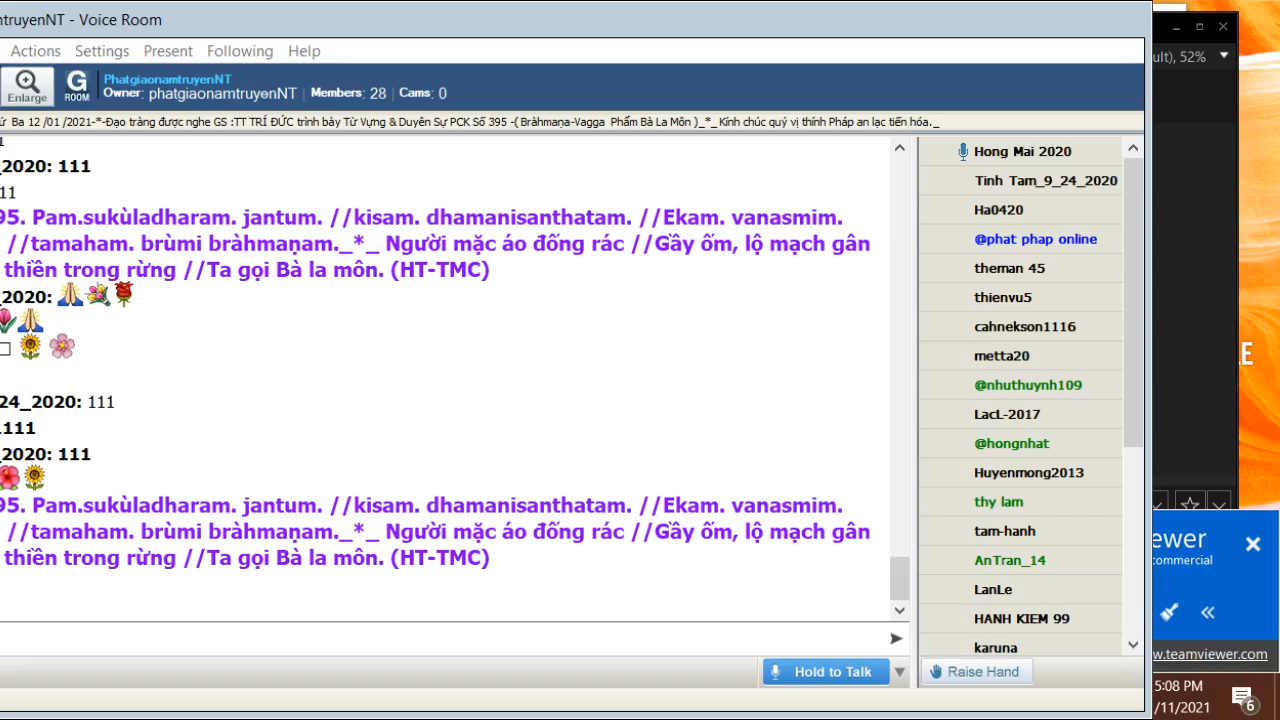 mtruyenNT - Voice Room
Actions Settings Present Following Help
Enlarge
G ROOM
PhatgiaonamtruyenNT
Owner: phatgiaonamtruyenNT | Members: 28 | Cams: 0
ứ Ba 12 /01 /2021-*-Đạo tràng được nghe GS :TT TRÍ ĐỨC trình bày Từ Vựng & Duyên Sự PCK Số 395 -( Bràhmaṇa-Vagga Phẩm Bà La Môn )_*_ Kính chúc quý vị thính Pháp an lạc tiến hóa._
_2020: 111
11
95. Pam.sukùladharam. jantum. //kisam. dhamanisanthatam. //Ekam. vanasmim.
//tamaham. brùmi bràhmaṇam._*_ Người mặc áo đống rác //Gầy ốm, lộ mạch gân
thiền trong rừng //Ta gọi Bà la môn. (HT-TMC)
_2020:
24_2020: 111
111
_2020: 111
95. Pam.sukùladharam. jantum. //kisam. dhamanisanthatam. //Ekam. vanasmim.
//tamaham. brùmi bràhmaṇam._*_ Người mặc áo đống rác //Gầy ốm, lộ mạch gân
thiền trong rừng //Ta gọi Bà la môn. (HT-TMC)
Hold to Talk
Hong Mai 2020
Tinh Tam_9_24_2020
Ha0420
@phat phap online
theman 45
thienvu5
cahnekson1116
metta20
@nhuthuynh109
LacL-2017
@hongnhat
Huyenmong2013
thy lam
tam-hanh
AnTran_14
LanLe
HANH KIEM 99
karuna
Raise Hand
ult), 52%
E
ewer
commercial
w.teamviewer.com
5:08 PM
/11/2021
6